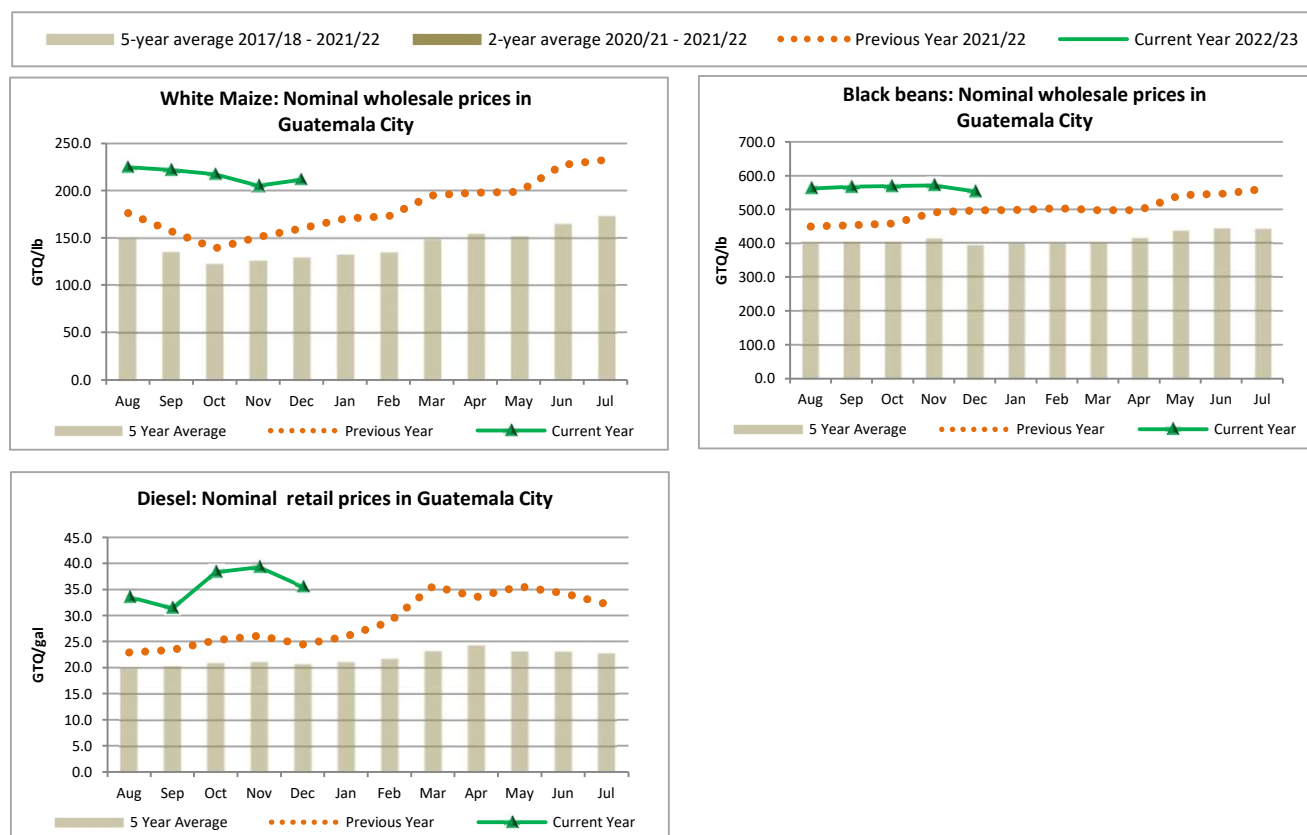 5-year average 2017/18 - 2021/22 2-year average 2020/21 - 2021/22 Previous Year 2021/22 Current Year 2022/23
White Maize: Nominal wholesale prices in
Guatemala City
GTQ/lb
250.0
200.0
150.0
100.0
50.0
0.0
Aug Sep Oct Nov Dec Jan Feb Mar Apr May Jun Jul
5 Year Average Previous Year Current Year
Black beans: Nominal wholesale prices in
Guatemala City
GTQ/lb
700.0
600.0
500.0
400.0
300.0
200.0
100.0
0.0
Aug Sep Oct Nov Dec Jan Feb Mar Apr May Jun Jul
5 Year Average Previous Year Current Year
Diesel: Nominal retail prices in Guatemala City
GTQ/gal
45.0
40.0
35.0
30.0
25.0
20.0
15.0
10.0
5.0
0.0
Aug Sep Oct Nov Dec Jan Feb Mar Apr May Jun Jul
5 Year Average Previous Year Current Year